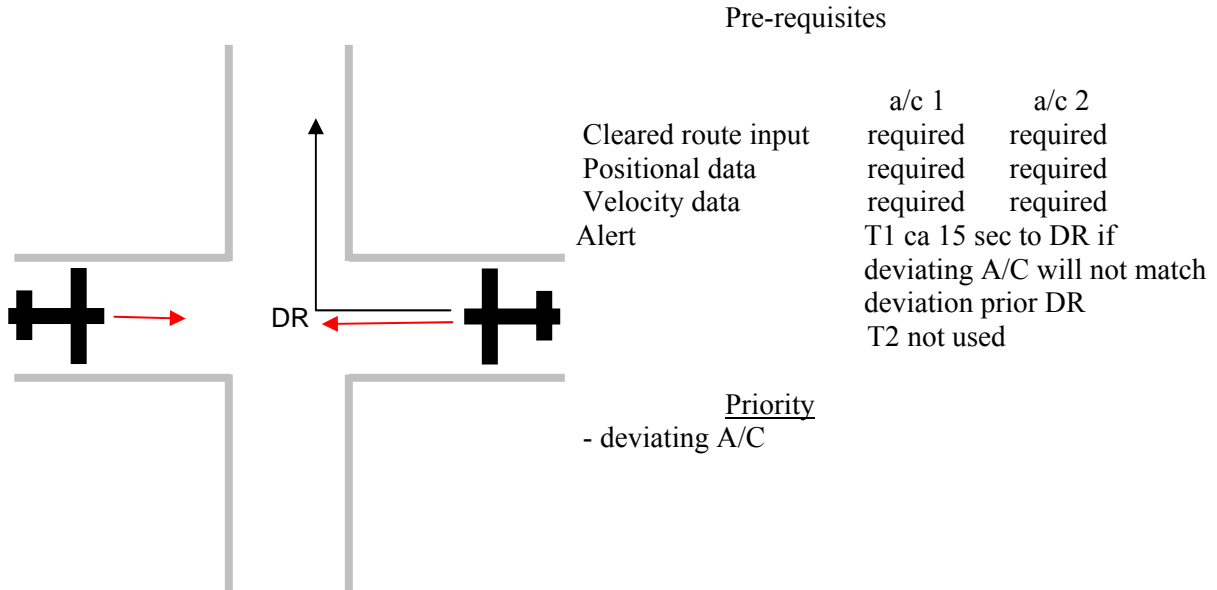 Pre-requisites
a/c 1 a/c 2
Cleared route input required required
Positional data required required
Velocity data required required
Alert T1 ca 15 sec to DR if
deviating A/C will not match
DR
deviation prior DR
T2 not used
Priority
- deviating A/C